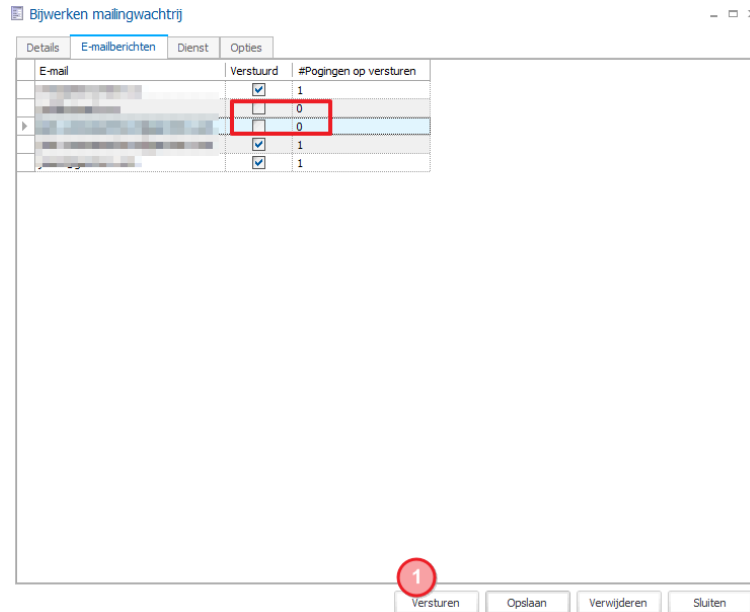 Bijwerken mailingwachtrij
Details E-mailberichten Dienst Opties
E-mail Verstuurd #Pogingen op versturen
1
0
0
1
1
1
Versturen Opslaan Verwijderen Sluiten